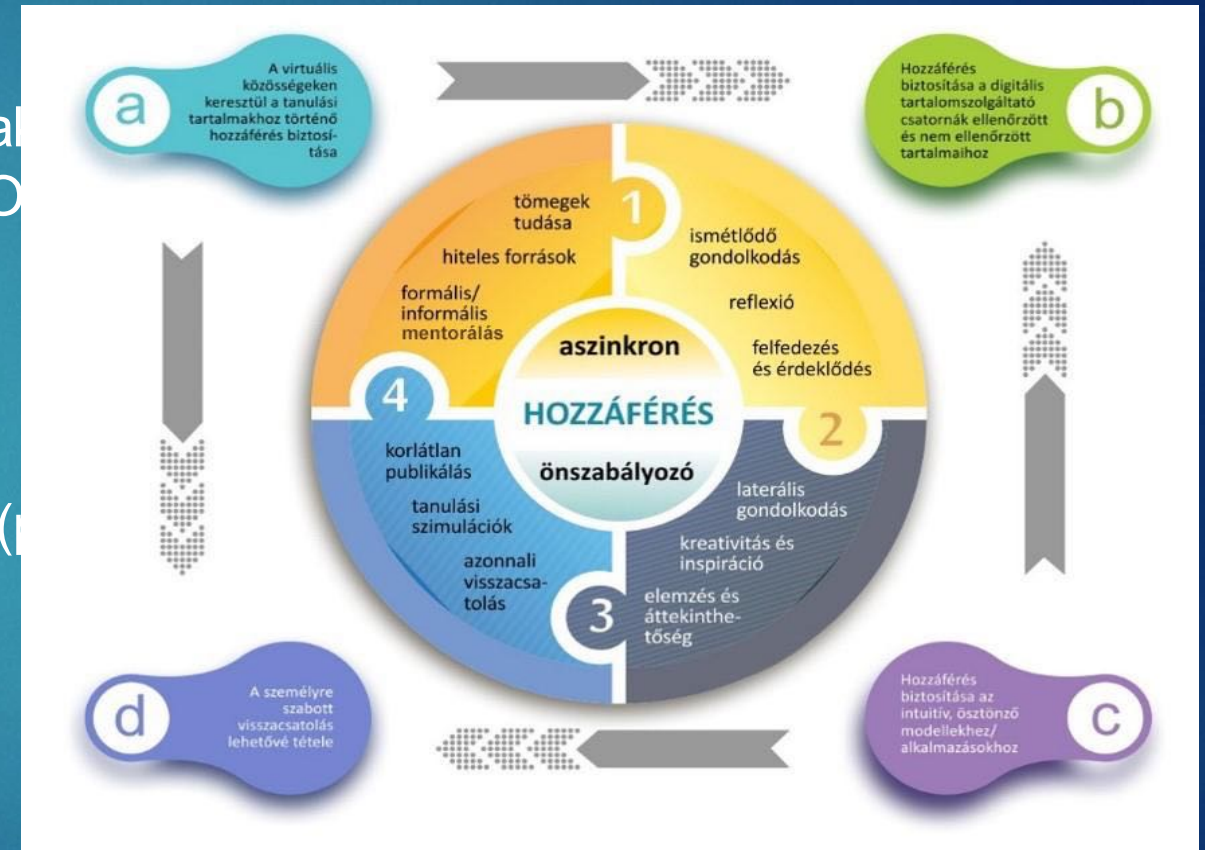 a
A virtuális
közösségeken
keresztül a tanulási
tartalmakhoz történő
hozzáférés biztosí-
tása
Hozzáférés
biztosítása a digitális
tartalomszolgáltató
csatornák ellenőrzött
és nem ellenőrzött
tartalmaihoz
b
tömegek
tudása
hiteles források
formális/
informális
mentorálás
1
ismétlődő
gondolkodás
reflexió
felfedezés
és érdeklődés
aszinkron
HOZZÁFÉRÉS
önszabályozó
4
korlátlan
publikálás
tanulási
szimulációk
azonnali
visszacsa-
tolás
2
laterális
gondolkodás
kreativitás és
inspiráció
elemzés és
áttekinthe-
tőség
3
d
A személyre
szabott
visszacsatolás
lehetővé tétele
Hozzáférés
biztosítása az
intuitív, ösztönző
modellekhez/
alkalmazásokhoz
c